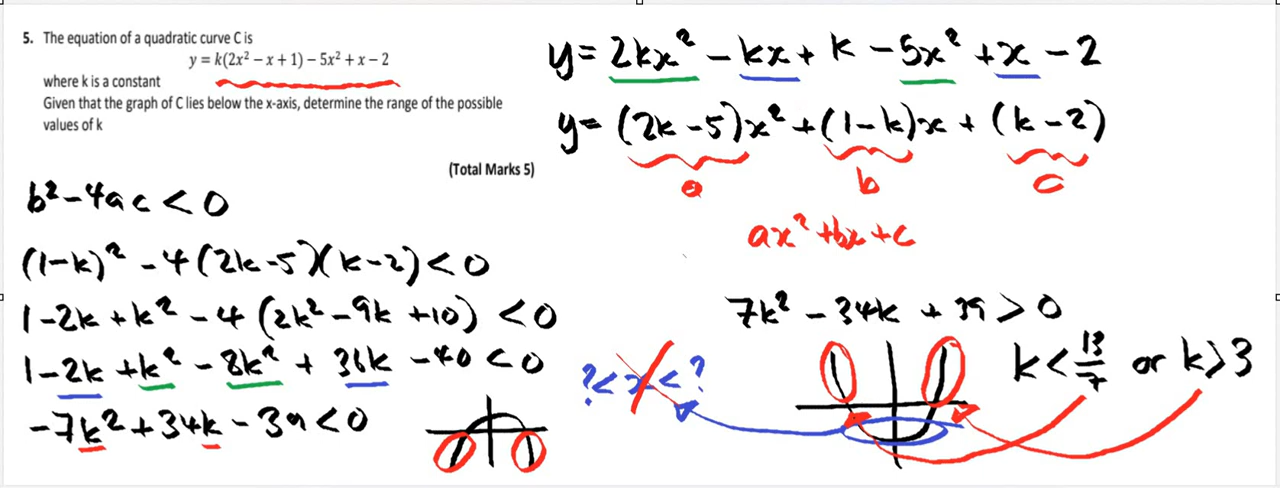 5. The equation of a quadratic curve C is
y = k(2x² – x + 1) – 5x² + x – 2
where k is a constant
Given that the graph of C lies below the x-axis, determine the range of the possible
values of k
(Total Marks 5)
y = 2kx² - kx + k - 5x² + x - 2
y = (2k - 5)x² + (1 - k)x + (k - 2)
a b c
ax² + bx + c
b² - 4ac < 0
(1-k)² - 4(2k-5)(k-2) < 0
1 - 2k + k² - 4(2k² - 9k + 10) < 0
1 - 2k + k² - 8k² + 36k - 40 < 0
-7k² + 34k - 39 < 0
7k² - 34k + 39 > 0
? < x < ?
k < 13/7 or k > 3